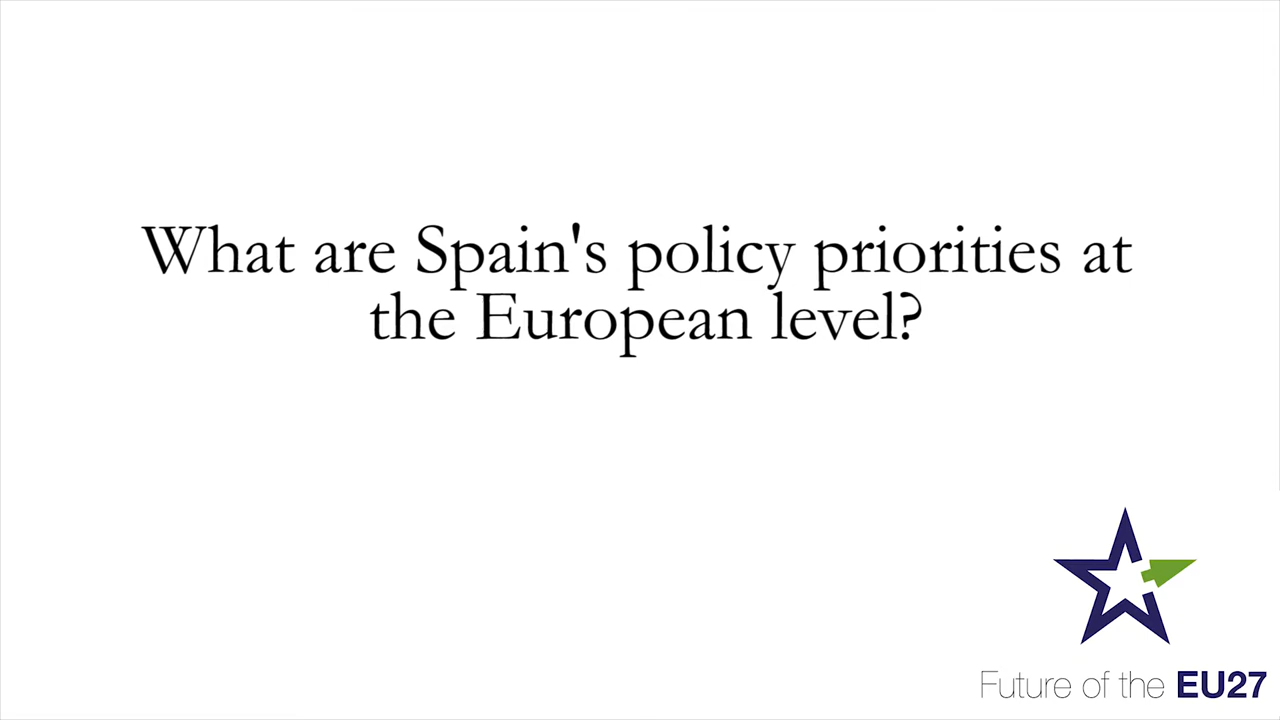 What are Spain's policy priorities at
the European level?
Future of the EU27